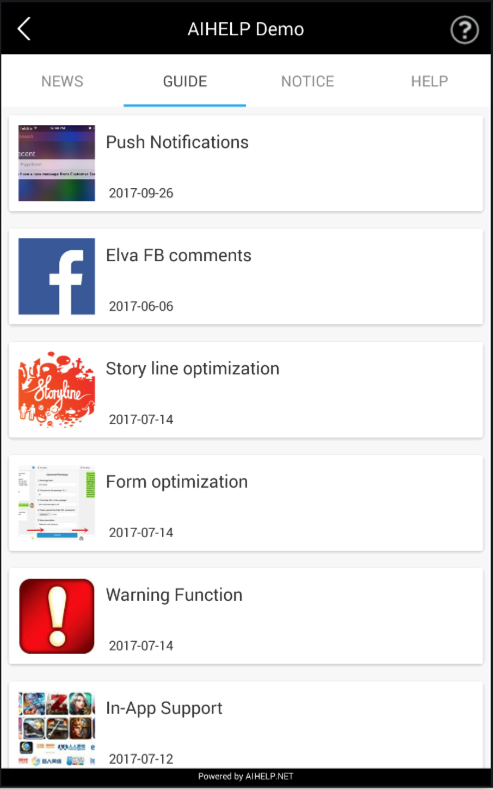 AIHELP Demo
?
NEWS
GUIDE
NOTICE
HELP
Push Notifications
2017-09-26
Elva FB comments
2017-06-06
Storyline
Story line optimization
2017-07-14
Form optimization
2017-07-14
Warning Function
2017-07-14
In-App Support
2017-07-12
Powered by AIHELP.NET